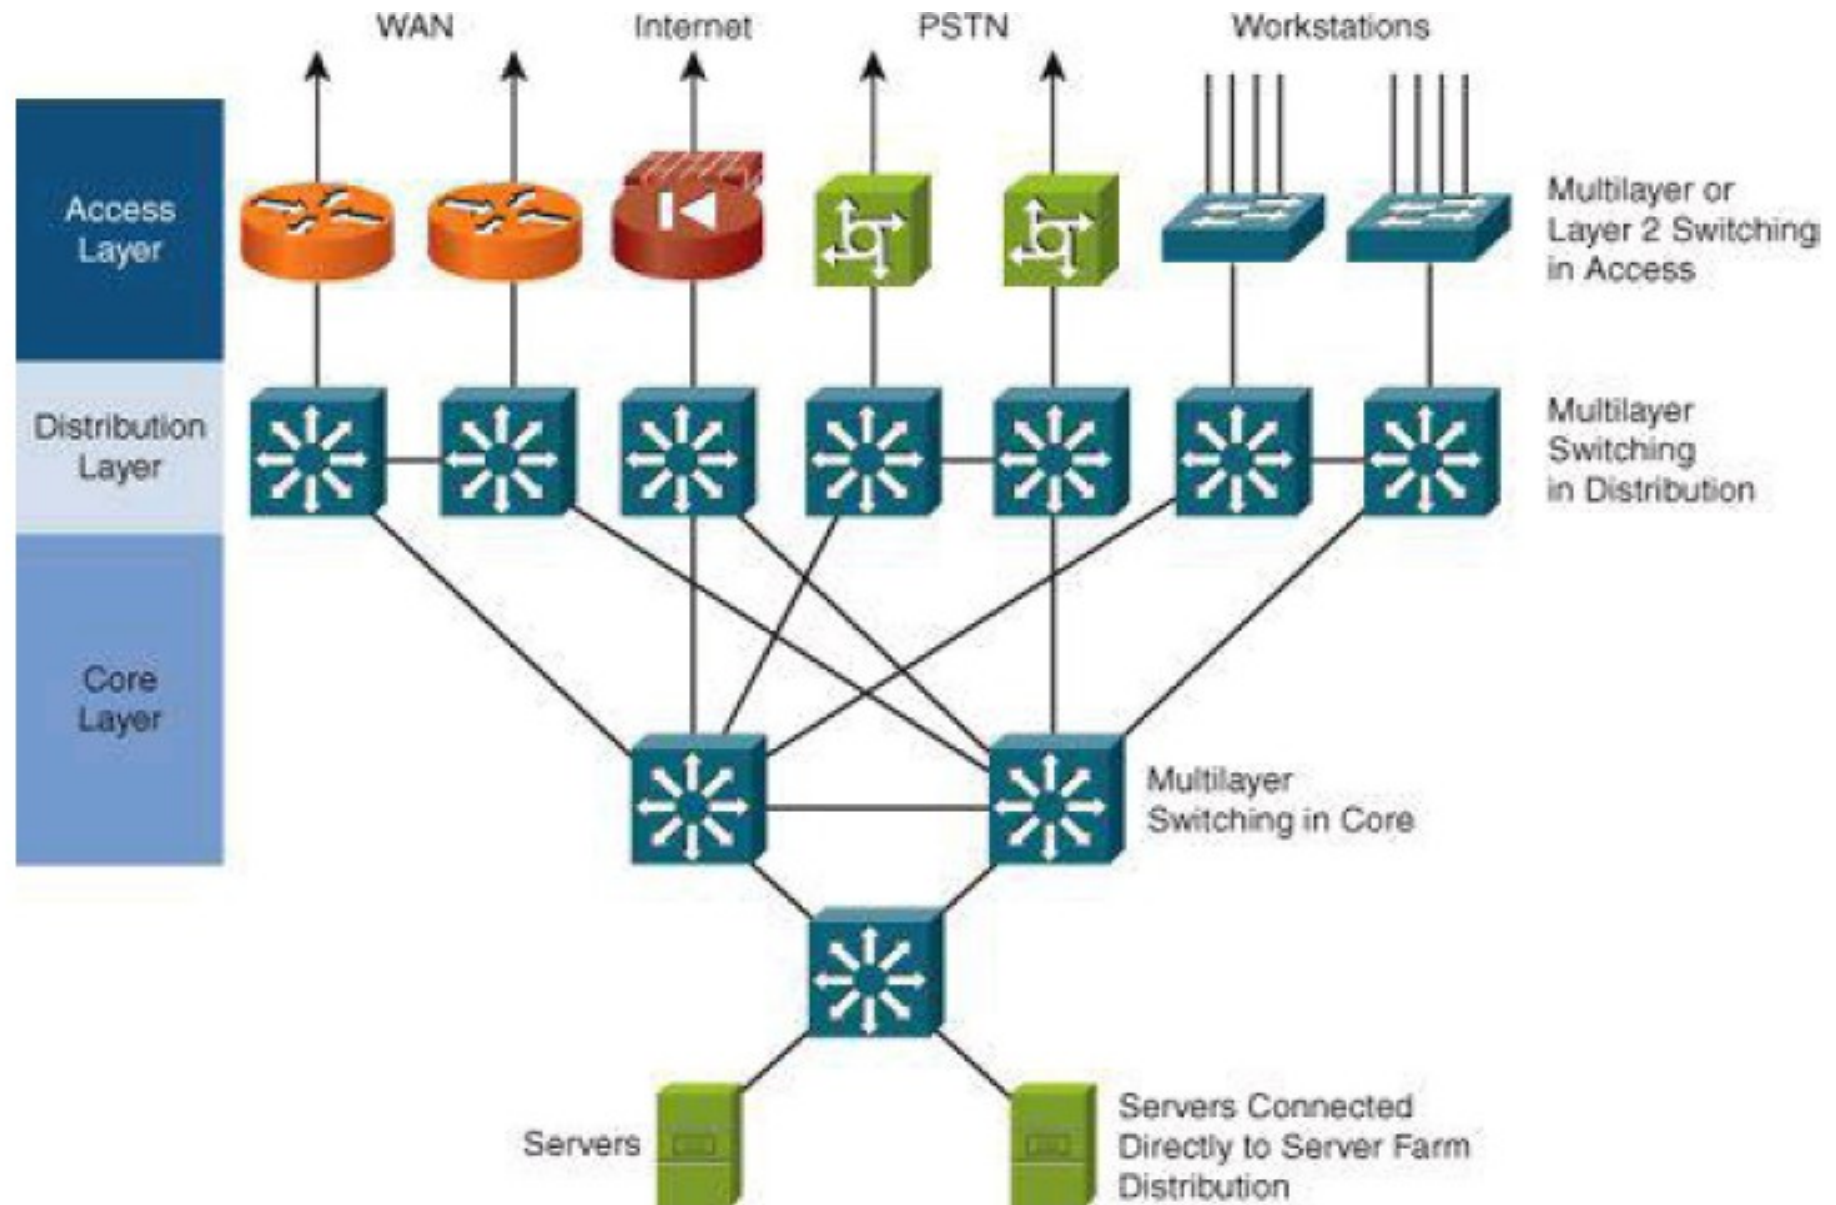 WAN
Internet
PSTN
Workstations
Access
Layer
Multilayer or
Layer 2 Switching
in Access
Distribution
Layer
Multilayer
Switching
in Distribution
Core
Layer
Multilayer
Switching in Core
Servers
Servers Connected
Directly to Server Farm
Distribution